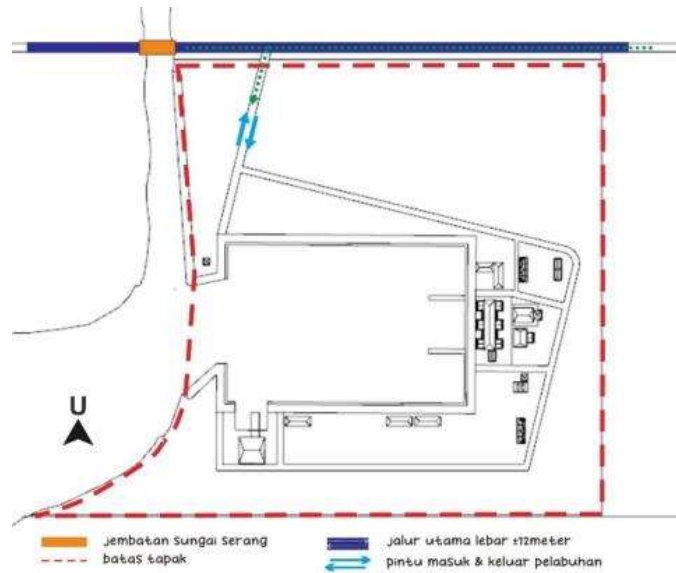 U
jembatan sungai serang
jalur utama lebar ±12meter
batas tapak
pintu masuk & keluar pelabuhan